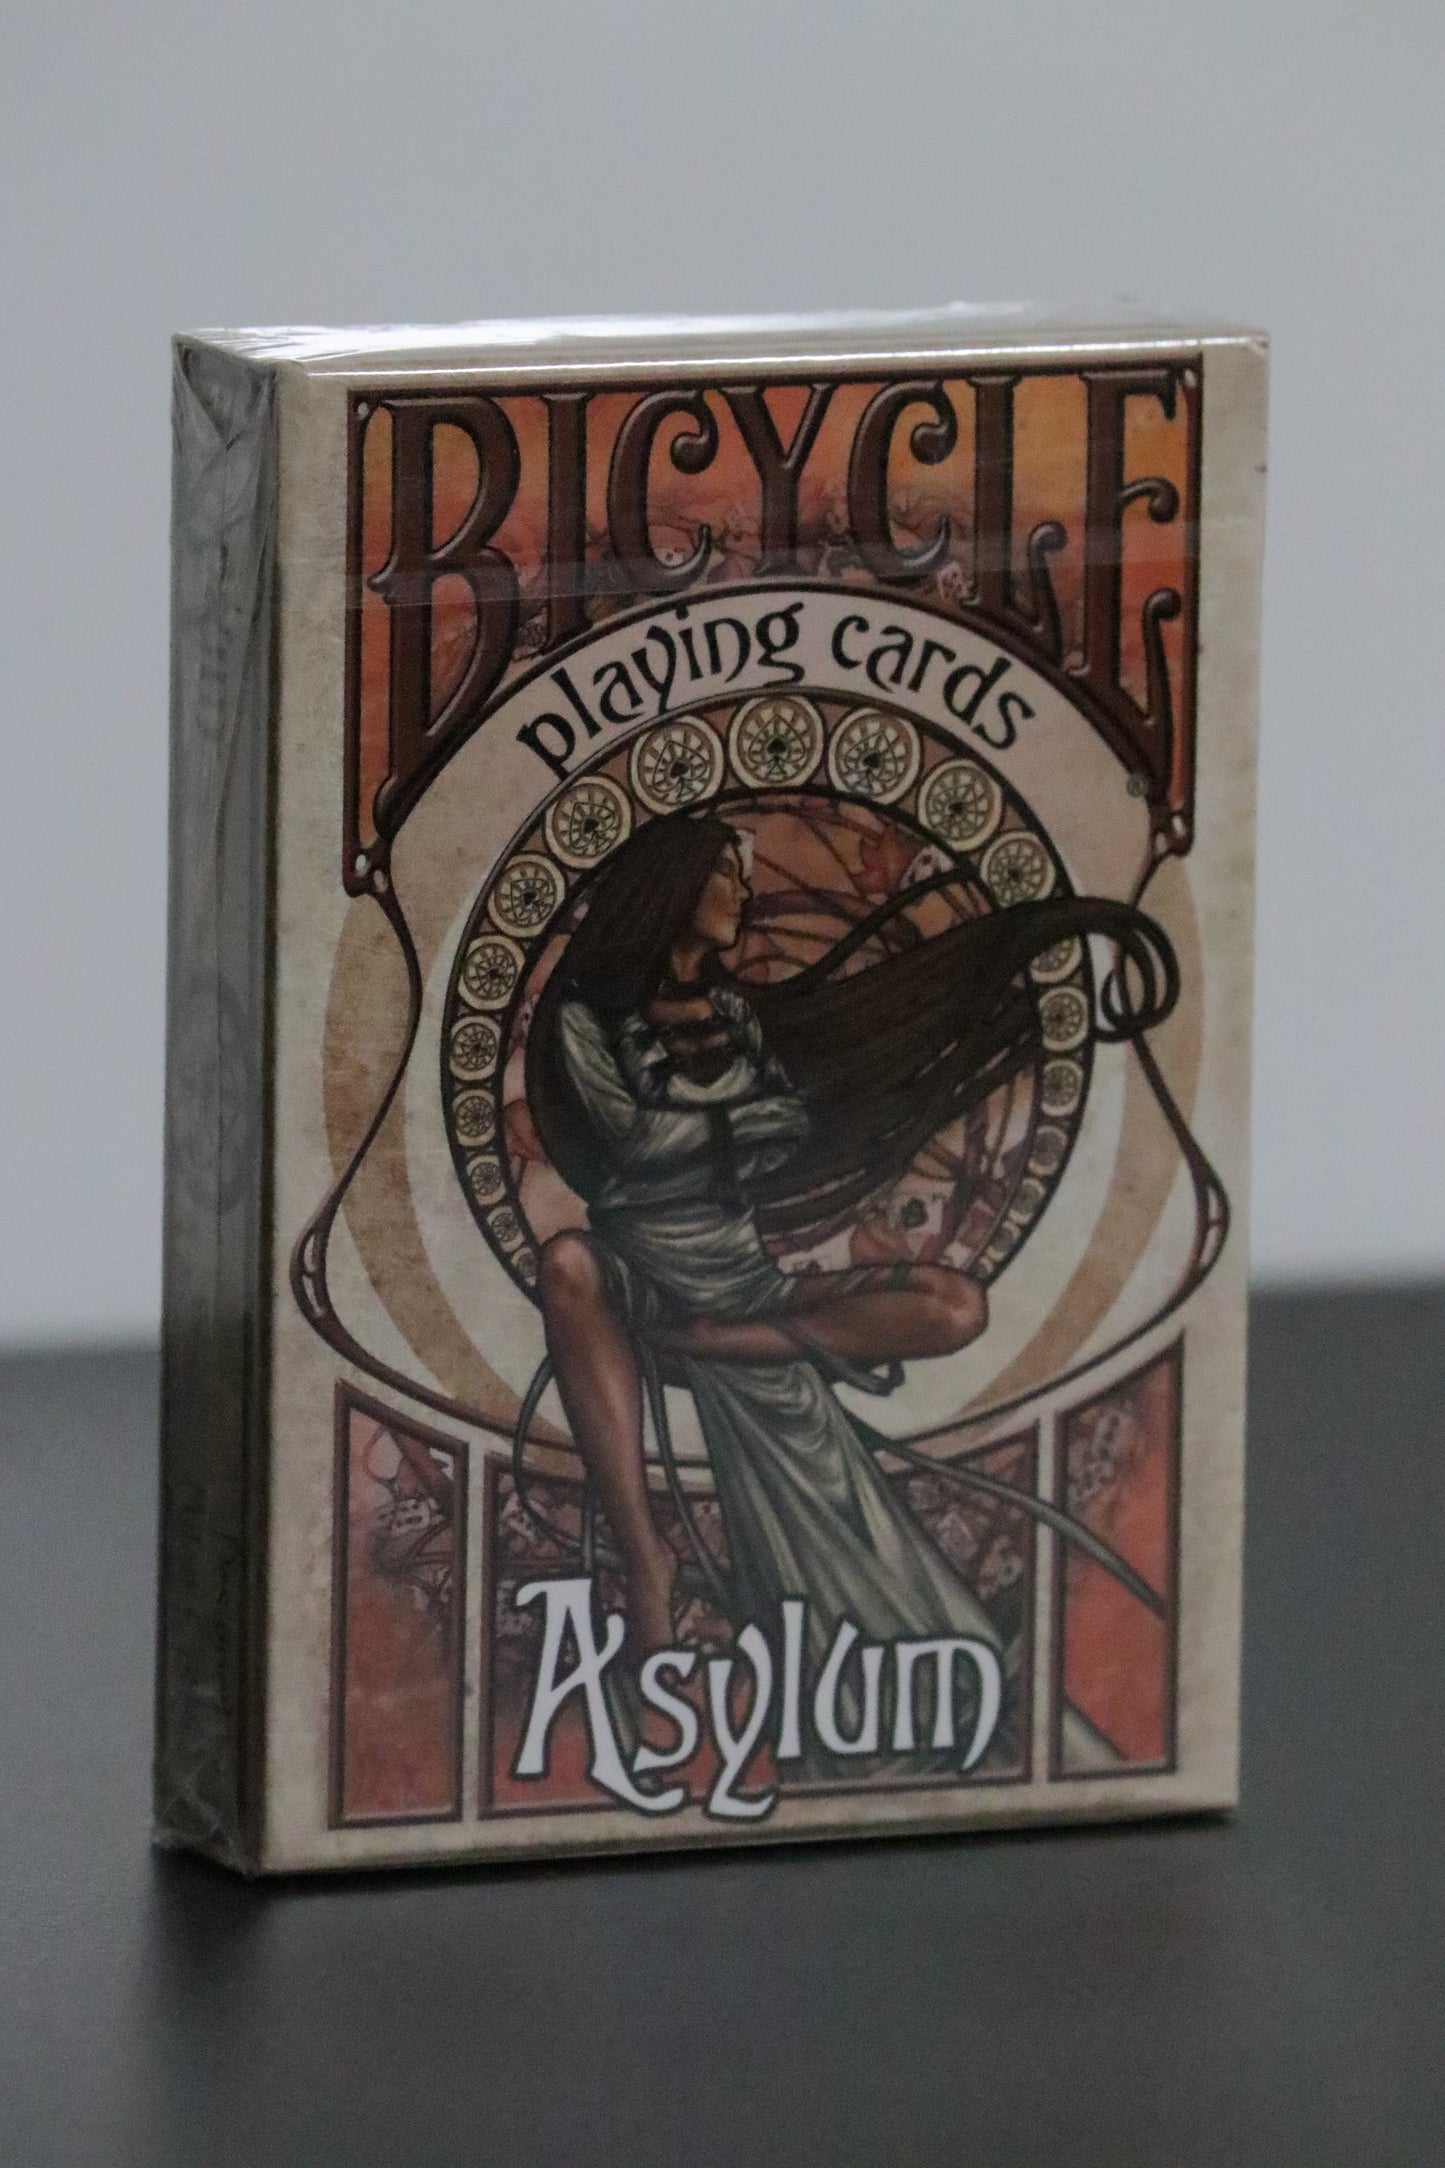 BICYCLE
playing cards
®
Asylum